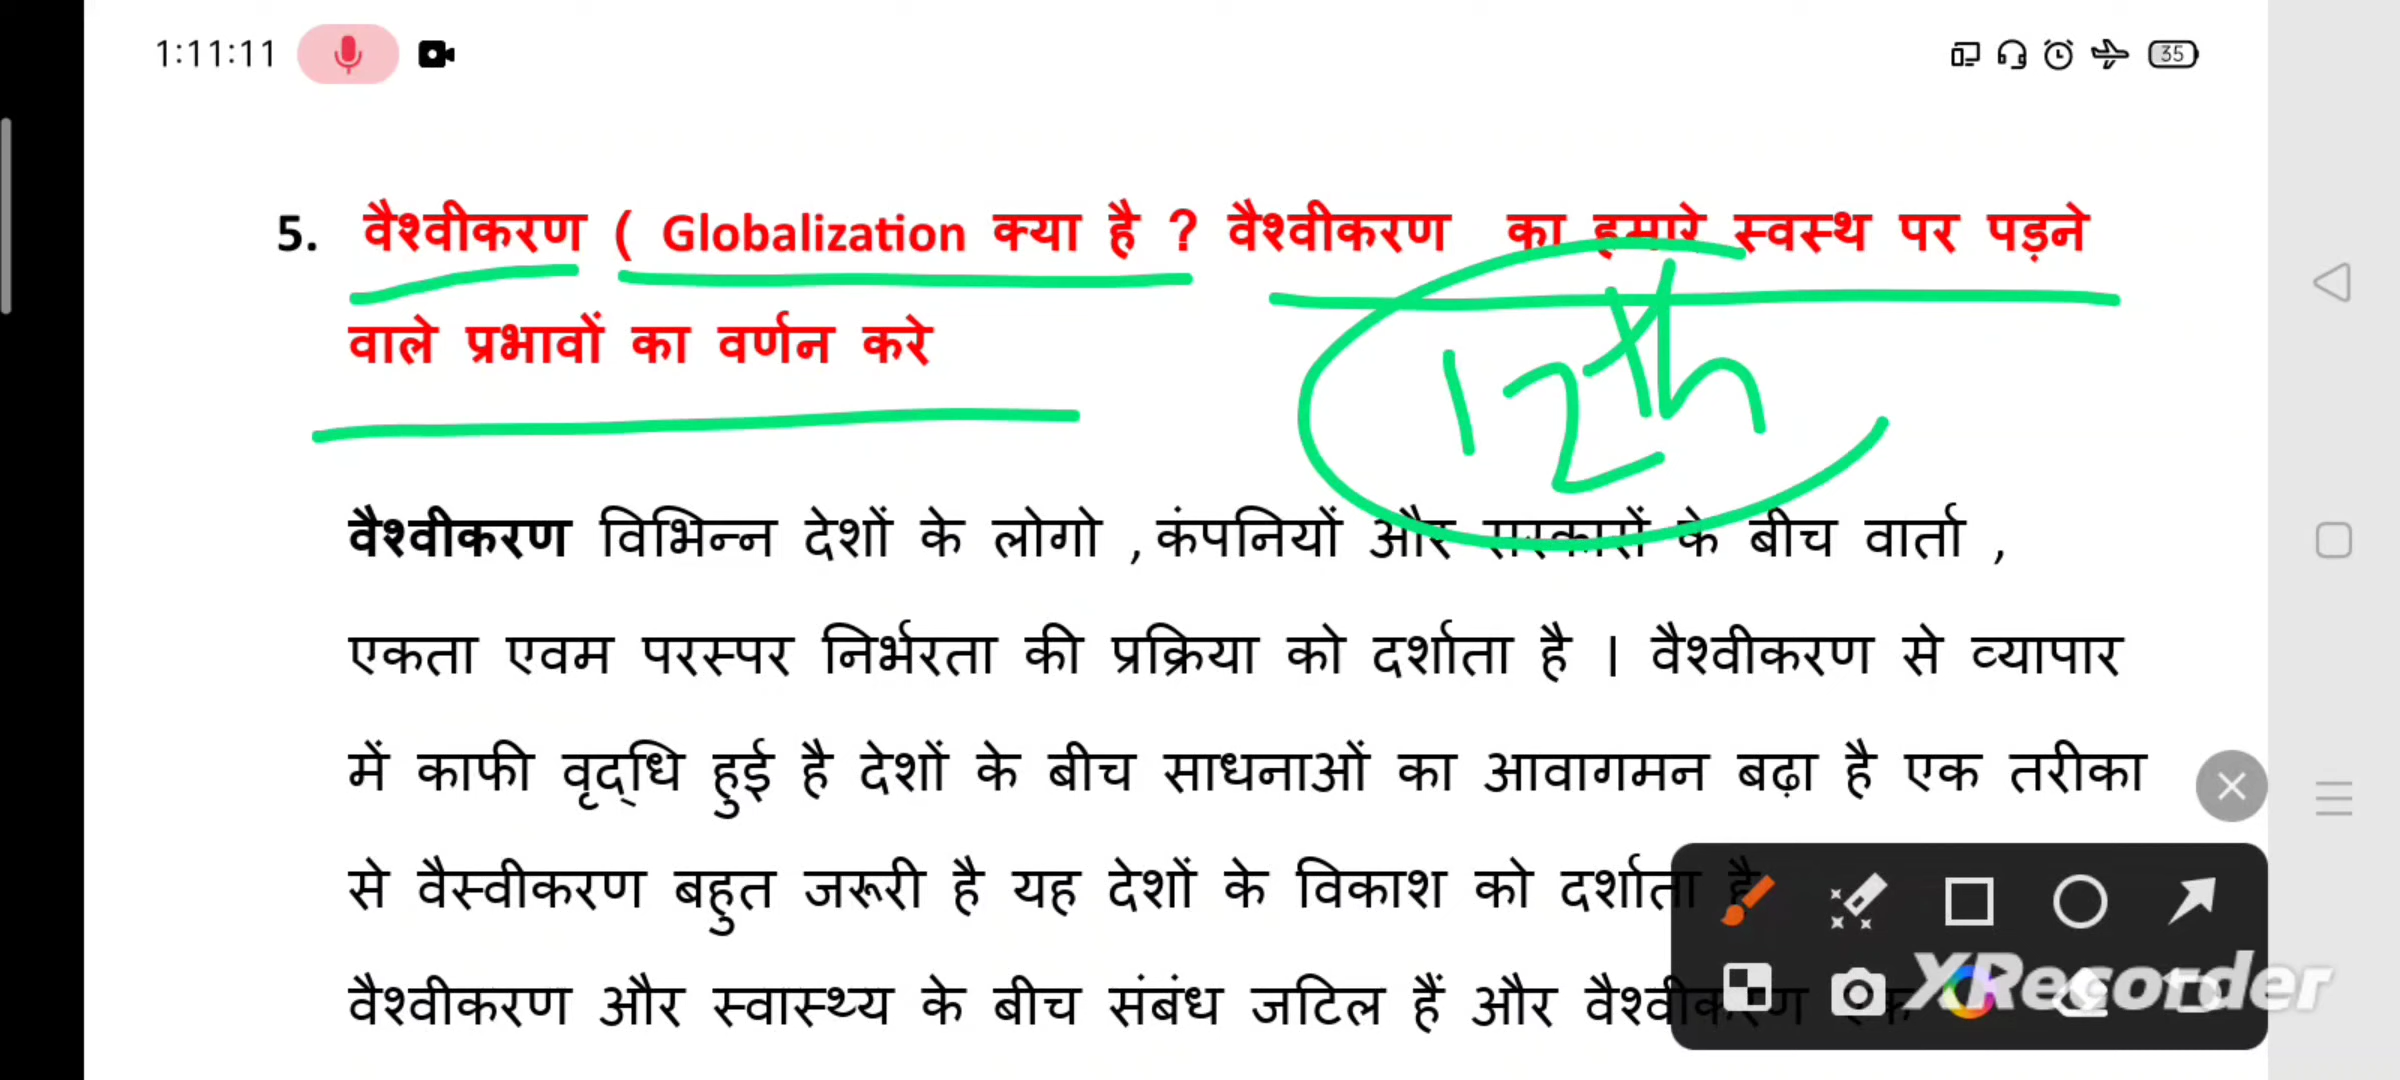 1:11:11
35
5. वैश्वीकरण ( Globalization क्या है ? वैश्वीकरण का हमारे स्वस्थ पर पड़ने
वाले प्रभावों का वर्णन करे
12th
वैश्वीकरण विभिन्न देशों के लोगो , कंपनियों और सरकारों के बीच वार्ता ,
एकता एवम परस्पर निर्भरता की प्रक्रिया को दर्शाता है । वैश्वीकरण से व्यापार
में काफी वृद्धि हुई है देशों के बीच साधनाओं का आवागमन बढ़ा है एक तरीका
से वैस्वीकरण बहुत जरूरी है यह देशों के विकाश को दर्शाता है
वैश्वीकरण और स्वास्थ्य के बीच संबंध जटिल हैं और वैश्वीकरण एक
XRecorder